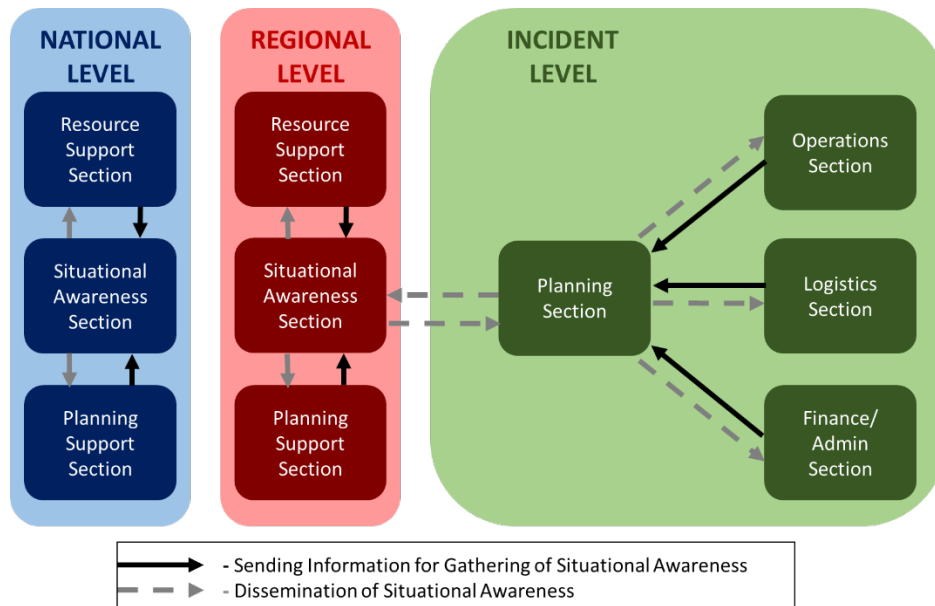 NATIONAL
LEVEL
Resource
Support
Section
Situational
Awareness
Section
Planning
Support
Section
REGIONAL
LEVEL
Resource
Support
Section
Situational
Awareness
Section
Planning
Support
Section
INCIDENT
LEVEL
Planning
Section
Operations
Section
Logistics
Section
Finance/
Admin
Section
- Sending Information for Gathering of Situational Awareness
- Dissemination of Situational Awareness